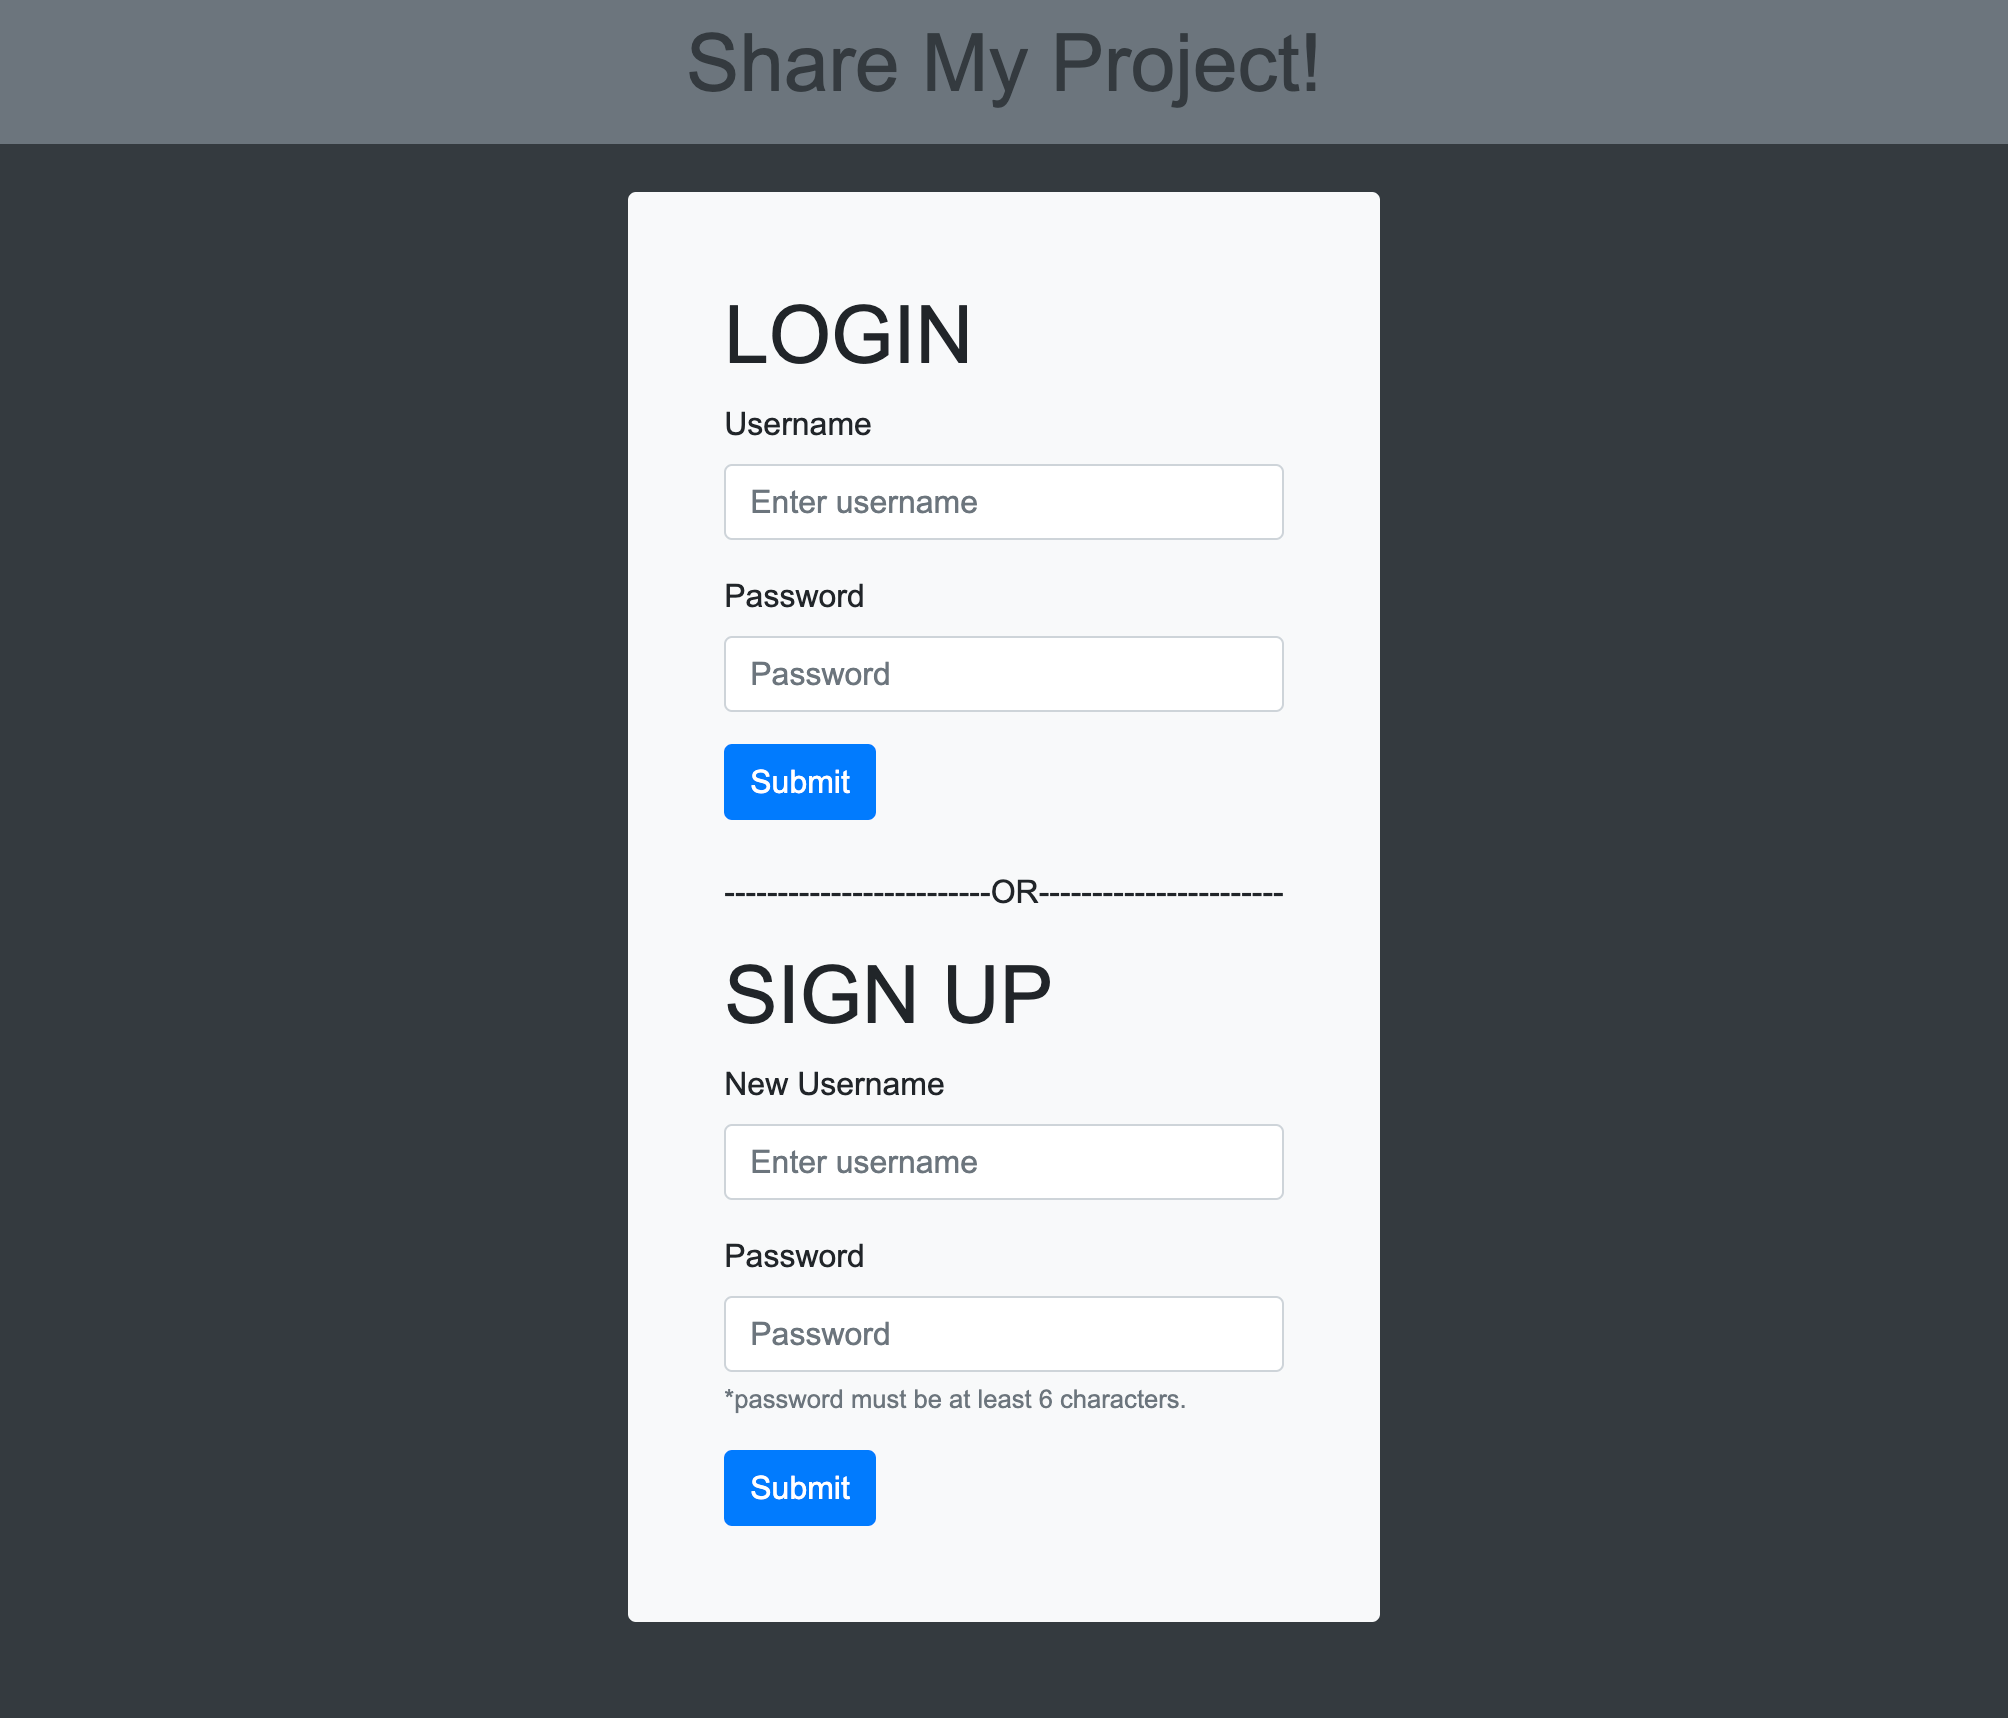 Share My Project!
LOGIN
Username
Enter username
Password
Password
Submit
-------------------------OR-----------------------
SIGN UP
New Username
Enter username
Password
Password
*password must be at least 6 characters.
Submit